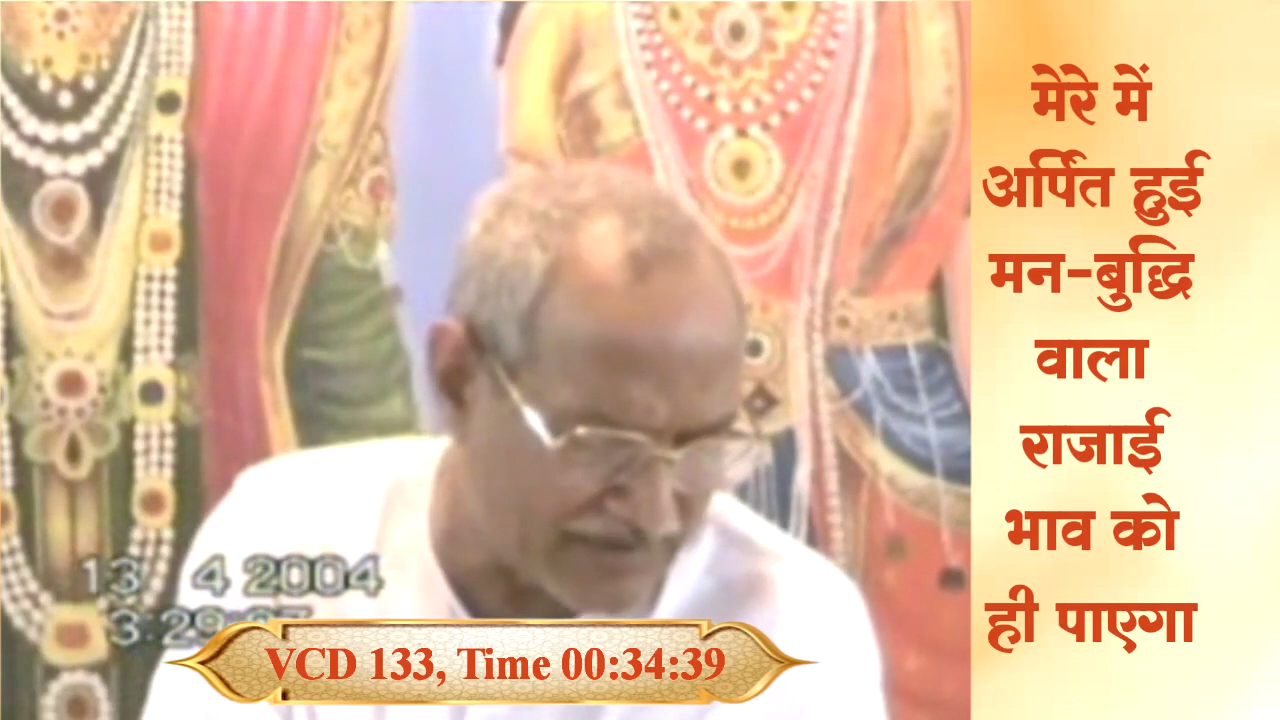 मेरे में
अर्पित हुई
मन-बुद्धि
वाला
राजाई
भाव को
ही पाएगा
13 4 2004
VCD 133, Time 00:34:39